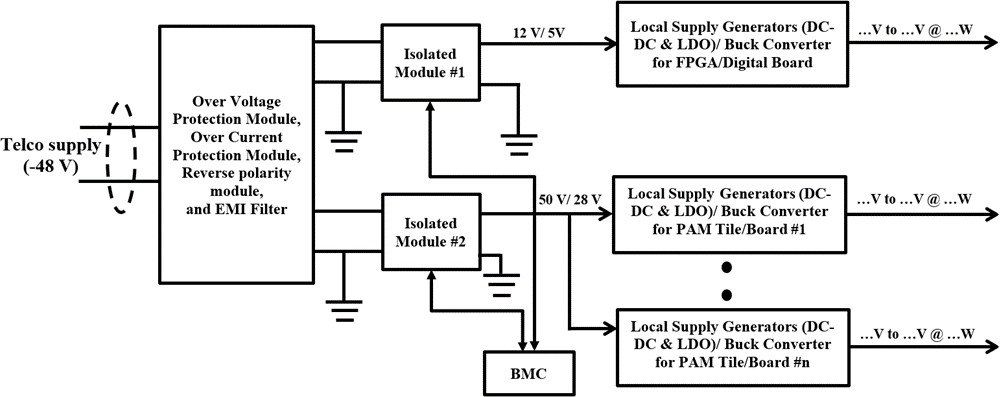 Telco supply
(-48 V)
Over Voltage
Protection Module,
Over Current
Protection Module,
Reverse polarity
module,
and EMI Filter
Isolated
Module #1
12 V/ 5V
Local Supply Generators (DC-
DC & LDO)/ Buck Converter
for FPGA/Digital Board
...V to ...V @ ...W
Isolated
Module #2
50 V/ 28 V
Local Supply Generators (DC-
DC & LDO)/ Buck Converter
for PAM Tile/Board #1
...V to ...V @ ...W
Local Supply Generators (DC-
DC & LDO)/ Buck Converter
for PAM Tile/Board #n
...V to ...V @ ...W
BMC